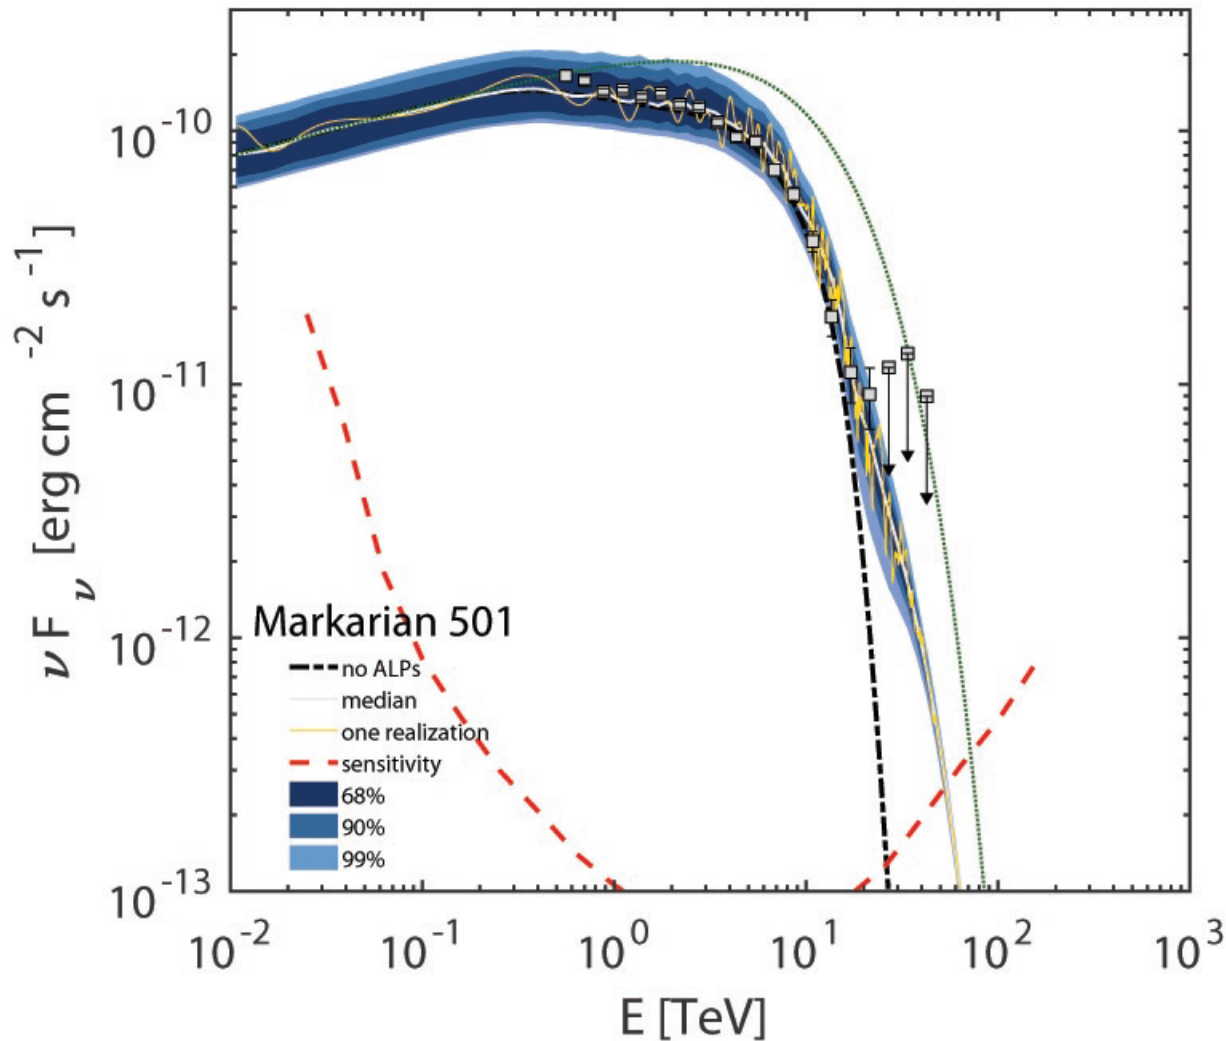 10^-10
10^-11
10^-12
10^-13
ν F_ν [erg cm^-2 s^-1]
Markarian 501
no ALPs
median
one realization
sensitivity
68%
90%
99%
10^-2 10^-1 10^0 10^1 10^2 10^3
E [TeV]